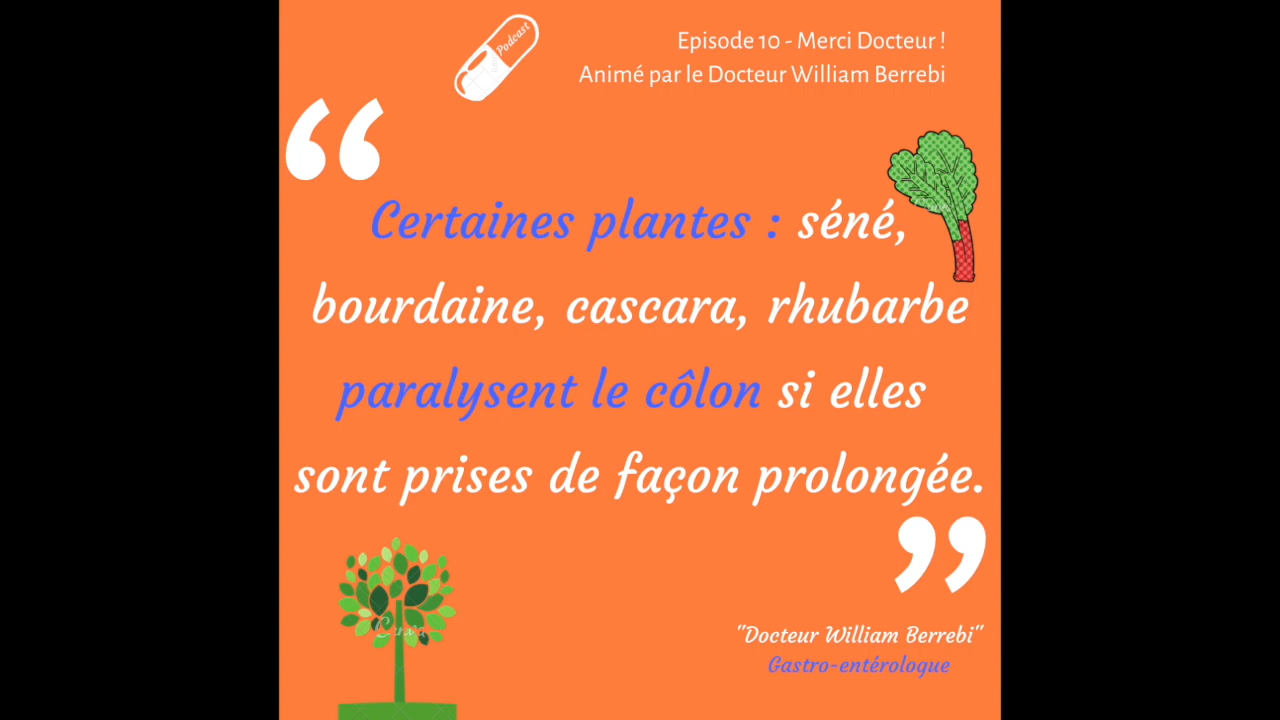 Podcast
Episode 10 - Merci Docteur !
Animé par le Docteur William Berrebi
“
Certaines plantes : séné,
bourdaine, cascara, rhubarbe
paralysent le côlon si elles
sont prises de façon prolongée.
”
"Docteur William Berrebi"
Gastro-entérologue
Canva